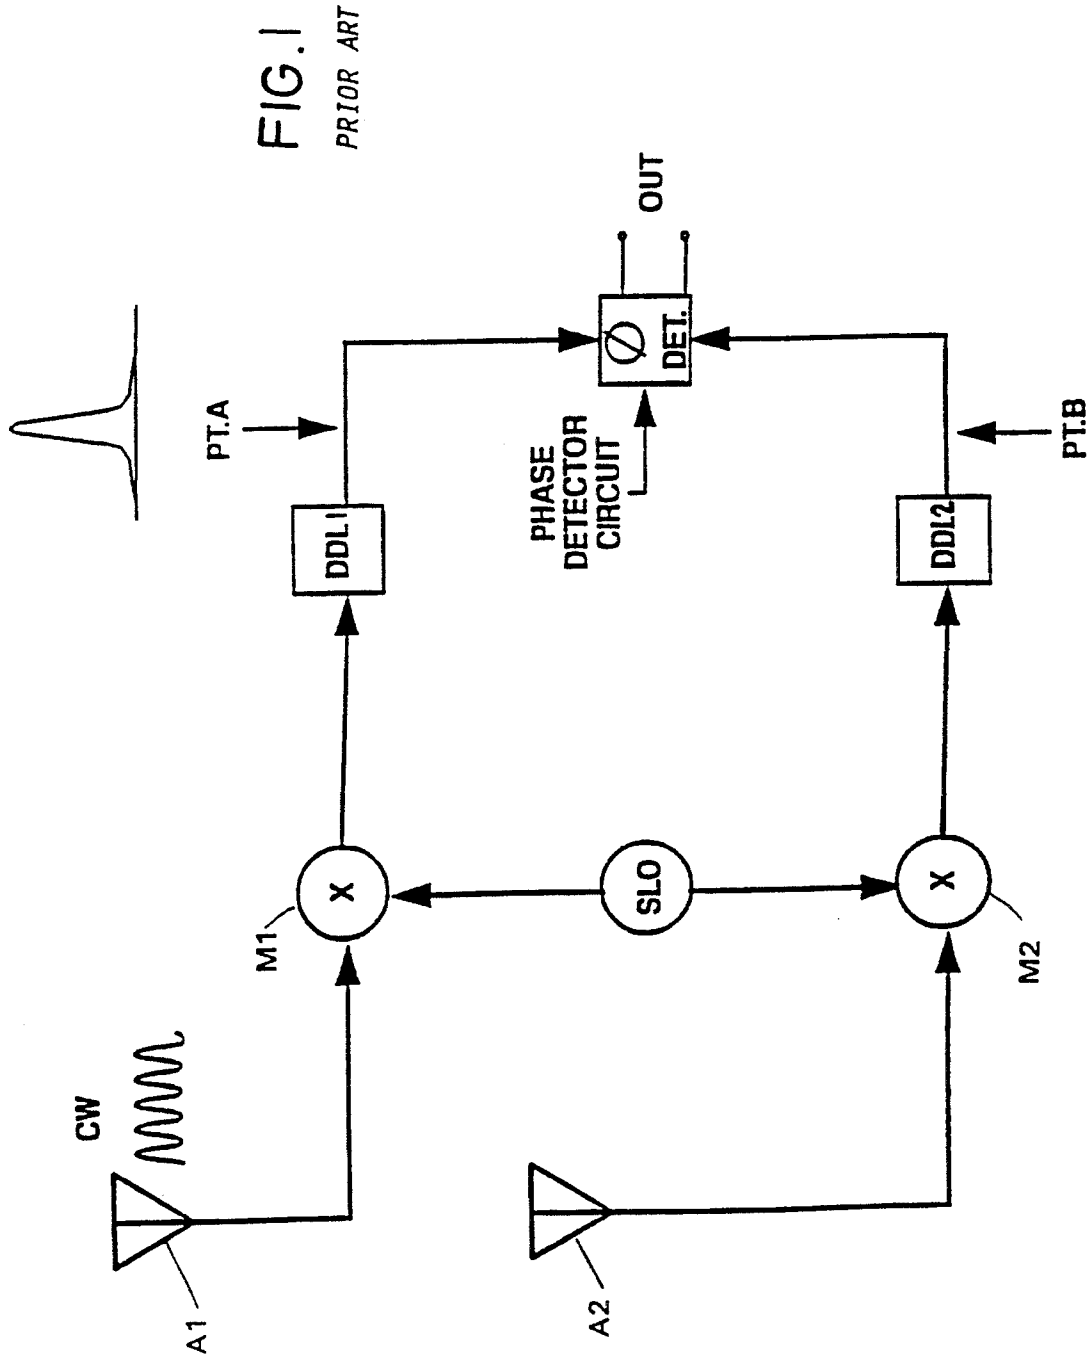 FIG.1
PRIOR ART
CW
A1
M1
X
DDL1
PT.A
SLO
PHASE
DETECTOR
CIRCUIT
Ø
DET.
OUT
A2
M2
X
DDL2
PT.B